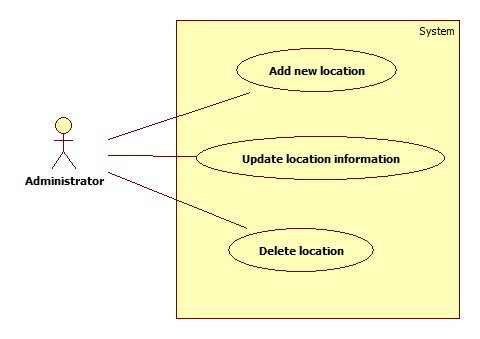 System
Add new location
Update location information
Administrator
Delete location